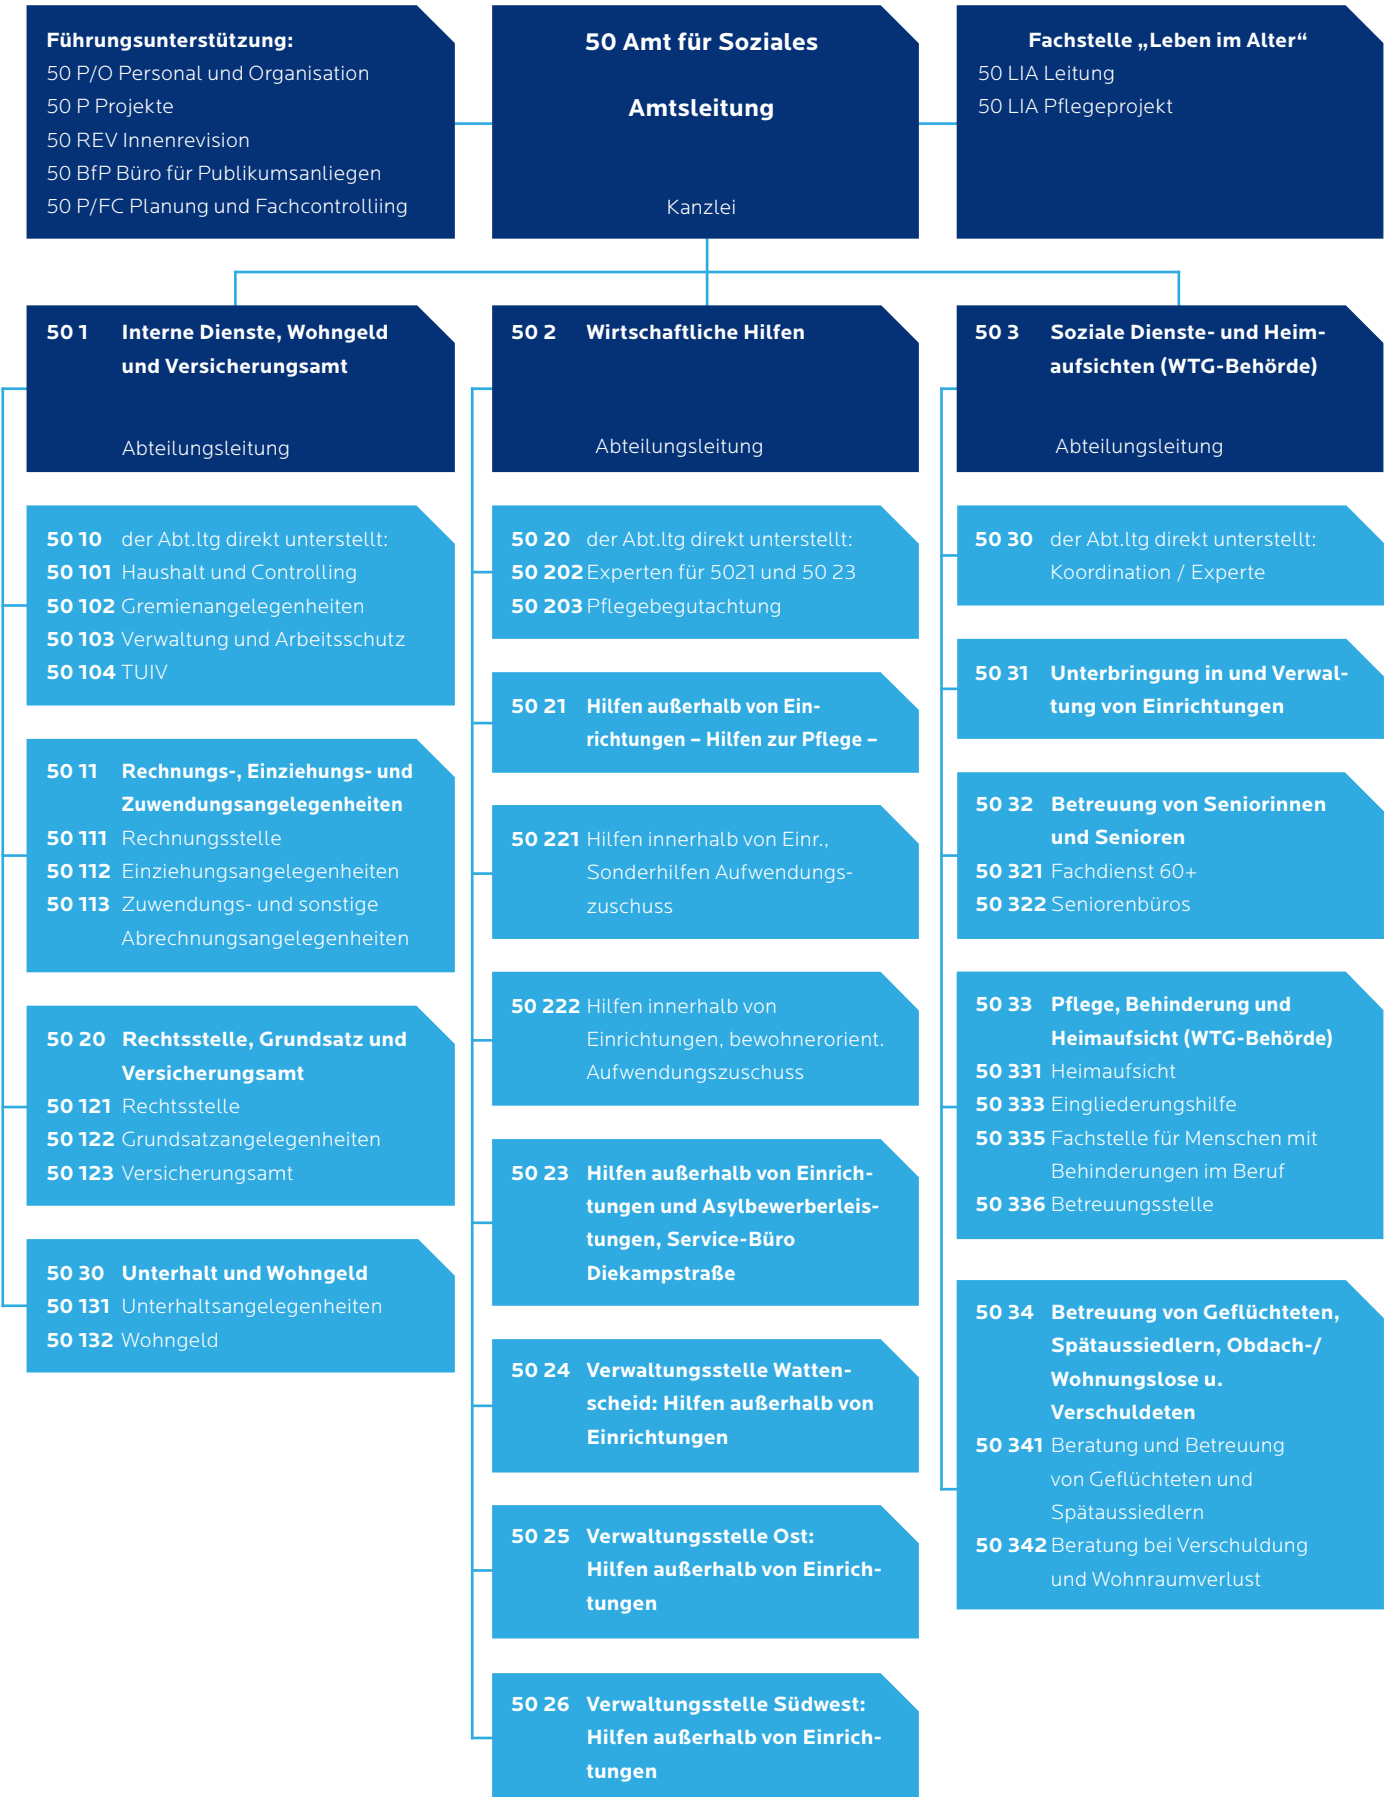 Führungsunterstützung:
50 P/O Personal und Organisation
50 P Projekte
50 REV Innenrevision
50 BfP Büro für Publikumsanliegen
50 P/FC Planung und Fachcontrolliing
50 Amt für Soziales
Amtsleitung
Kanzlei
Fachstelle „Leben im Alter“
50 LIA Leitung
50 LIA Pflegeprojekt
50 1 Interne Dienste, Wohngeld
und Versicherungsamt
Abteilungsleitung
50 10 der Abt.ltg direkt unterstellt:
50 101 Haushalt und Controlling
50 102 Gremienangelegenheiten
50 103 Verwaltung und Arbeitsschutz
50 104 TUIV
50 11 Rechnungs-, Einziehungs- und
Zuwendungsangelegenheiten
50 111 Rechnungsstelle
50 112 Einziehungsangelegenheiten
50 113 Zuwendungs- und sonstige
Abrechnungsangelegenheiten
50 20 Rechtsstelle, Grundsatz und
Versicherungsamt
50 121 Rechtsstelle
50 122 Grundsatzangelegenheiten
50 123 Versicherungsamt
50 30 Unterhalt und Wohngeld
50 131 Unterhaltsangelegenheiten
50 132 Wohngeld
50 2 Wirtschaftliche Hilfen
Abteilungsleitung
50 20 der Abt.ltg direkt unterstellt:
50 202 Experten für 5021 und 50 23
50 203 Pflegebegutachtung
50 21 Hilfen außerhalb von Ein-
richtungen – Hilfen zur Pflege –
50 221 Hilfen innerhalb von Einr.,
Sonderhilfen Aufwendungs-
zuschuss
50 222 Hilfen innerhalb von
Einrichtungen, bewohnerorient.
Aufwendungszuschuss
50 23 Hilfen außerhalb von Einrich-
tungen und Asylbewerberleis-
tungen, Service-Büro
Diekampstraße
50 24 Verwaltungsstelle Watten-
scheid: Hilfen außerhalb von
Einrichtungen
50 25 Verwaltungsstelle Ost:
Hilfen außerhalb von Einrich-
tungen
50 26 Verwaltungsstelle Südwest:
Hilfen außerhalb von Einrich-
tungen
50 3 Soziale Dienste- und Heim-
aufsichten (WTG-Behörde)
Abteilungsleitung
50 30 der Abt.ltg direkt unterstellt:
Koordination / Experte
50 31 Unterbringung in und Verwal-
tung von Einrichtungen
50 32 Betreuung von Seniorinnen
und Senioren
50 321 Fachdienst 60+
50 322 Seniorenbüros
50 33 Pflege, Behinderung und
Heimaufsicht (WTG-Behörde)
50 331 Heimaufsicht
50 333 Eingliederungshilfe
50 335 Fachstelle für Menschen mit
Behinderungen im Beruf
50 336 Betreuungsstelle
50 34 Betreuung von Geflüchteten,
Spätaussiedlern, Obdach-/
Wohnungslose u.
Verschuldeten
50 341 Beratung und Betreuung
von Geflüchteten und
Spätaussiedlern
50 342 Beratung bei Verschuldung
und Wohnraumverlust